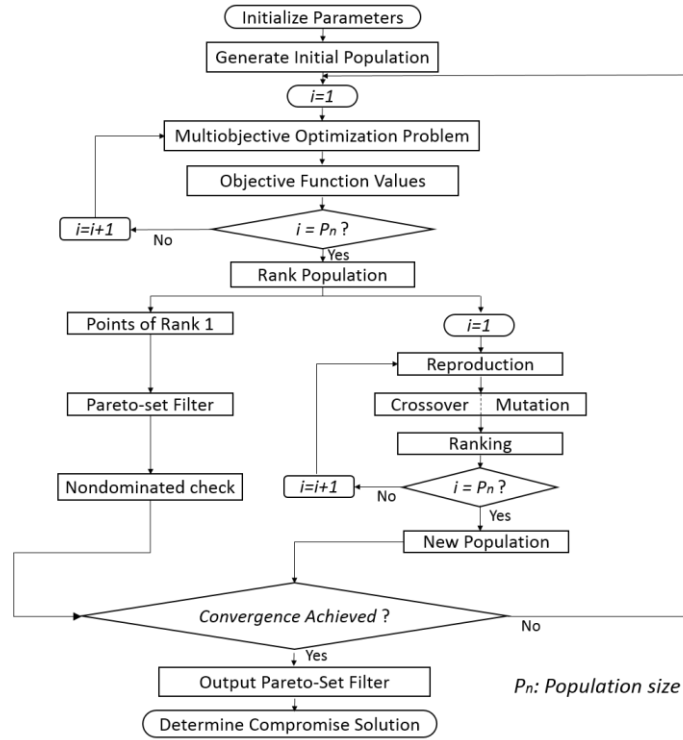 Initialize Parameters
Generate Initial Population
i=1
Multiobjective Optimization Problem
Objective Function Values
i=i+1
No
i = Pn ?
Yes
Rank Population
Points of Rank 1
Pareto-set Filter
Nondominated check
i=1
Reproduction
Crossover Mutation
Ranking
i=i+1
No
i = Pn ?
Yes
New Population
Convergence Achieved ?
No
Yes
Output Pareto-Set Filter
Pn: Population size
Determine Compromise Solution